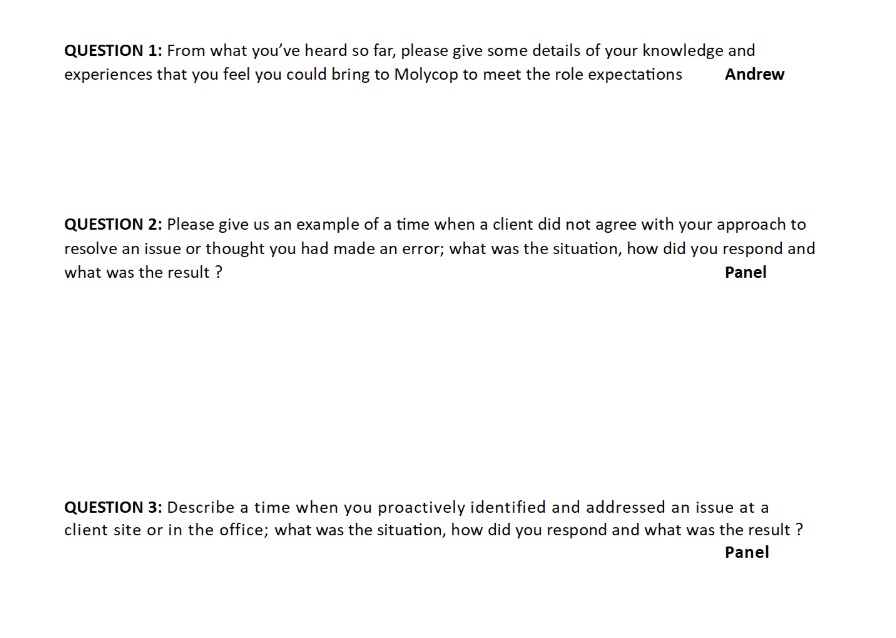 QUESTION 1: From what you've heard so far, please give some details of your knowledge and
experiences that you feel you could bring to Molycop to meet the role expectations Andrew
QUESTION 2: Please give us an example of a time when a client did not agree with your approach to
resolve an issue or thought you had made an error; what was the situation, how did you respond and
what was the result ? Panel
QUESTION 3: Describe a time when you proactively identified and addressed an issue at a
client site or in the office; what was the situation, how did you respond and what was the result ?
Panel